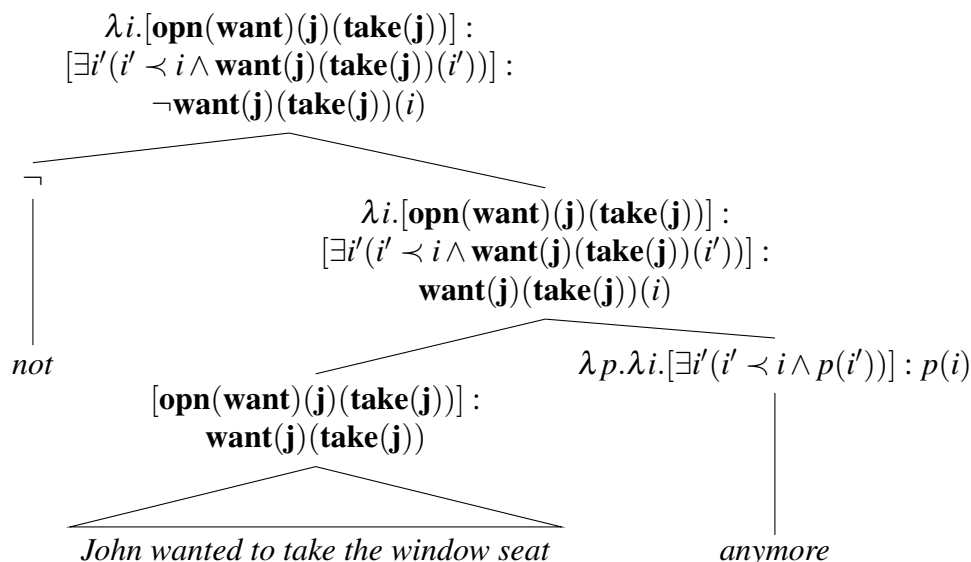 λi.[opn(want)(j)(take(j))] :
[∃i′(i′ ≺ i ∧ want(j)(take(j))(i′))] :
¬want(j)(take(j))(i)
¬
λi.[opn(want)(j)(take(j))] :
[∃i′(i′ ≺ i ∧ want(j)(take(j))(i′))] :
want(j)(take(j))(i)
not
λp.λi.[∃i′(i′ ≺ i ∧ p(i′))] : p(i)
[opn(want)(j)(take(j))] :
want(j)(take(j))
John wanted to take the window seat
anymore